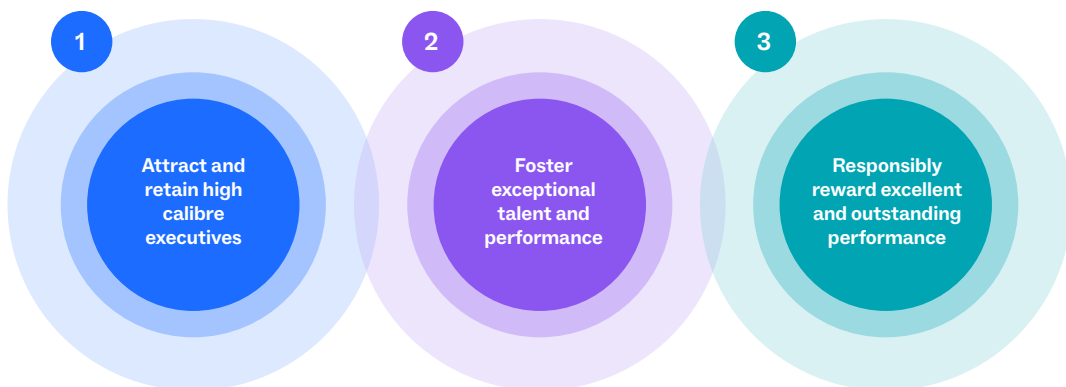 1
Attract and
retain high
calibre
executives
2
Foster
exceptional
talent and
performance
3
Responsibly
reward excellent
and outstanding
performance